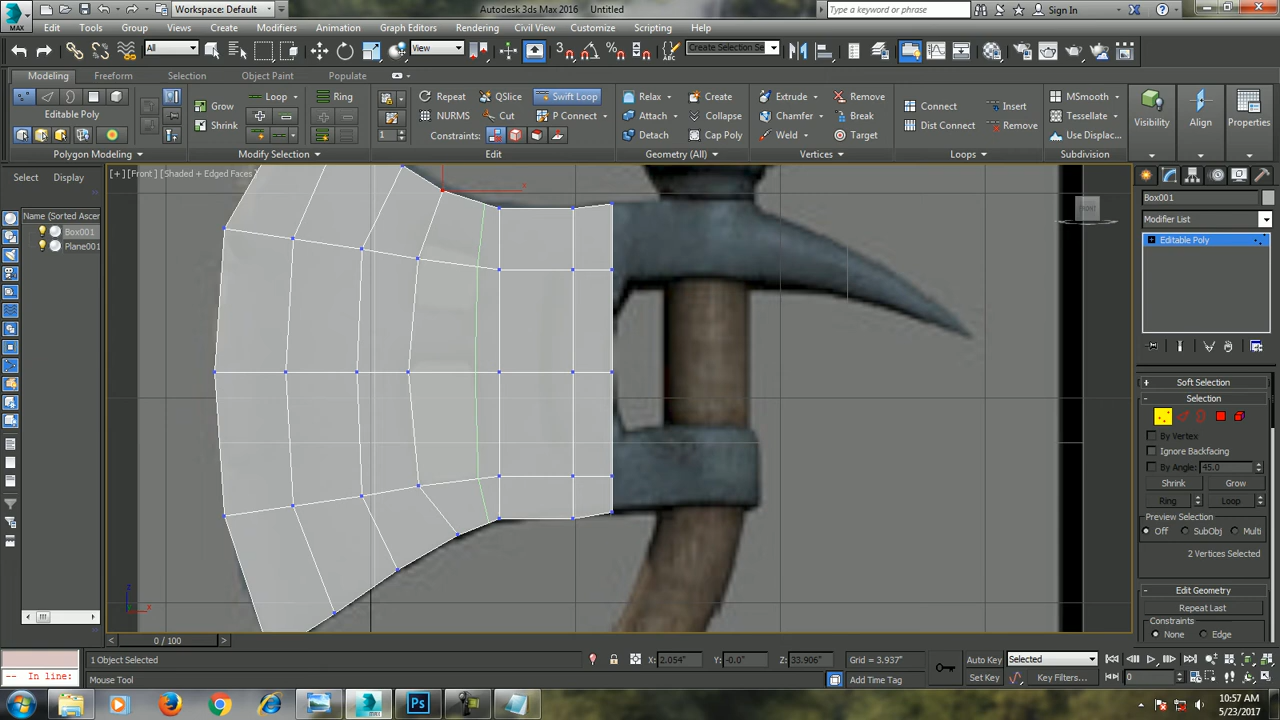 Workspace: Default
Autodesk 3ds Max 2016 Untitled
Type a keyword or phrase
Sign In
MAX
Edit Tools Group Views Create Modifiers Animation Graph Editors Rendering Civil View Customize Scripting Help
All
View
Create Selection Se
Modeling Freeform Selection Object Paint Populate
Editable Poly
Grow
Shrink
Loop
Ring
Repeat QSlice Swift Loop
NURMS Cut P Connect
Constraints:
1
Relax Create
Attach Collapse
Detach Cap Poly
Extrude Remove
Chamfer Break
Weld Target
Connect Insert
Dist Connect Remove
MSmooth
Tessellate
Use Displac...
Visibility
Align
Properties
Polygon Modeling Modify Selection Edit Geometry (All) Vertices Loops Subdivision
Select Display
Name (Sorted Ascen
Box001
Plane001
[+] [Front ] [Shaded + Edged Faces ]
FRONT
x
z
x
Box001
Modifier List
Editable Poly
Soft Selection
Selection
By Vertex
Ignore Backfacing
By Angle: 45.0
Shrink Grow
Ring Loop
Preview Selection
Off SubObj Multi
2 Vertices Selected
Edit Geometry
Repeat Last
Constraints
None Edge
0 / 100
1 Object Selected
X: 2.054" Y: -0.0" Z: 33.906" Grid = 3.937"
Auto Key Selected
-- In line:
Mouse Tool
Add Time Tag
Set Key Key Filters...
0
Ps
10:57 AM
5/23/2017